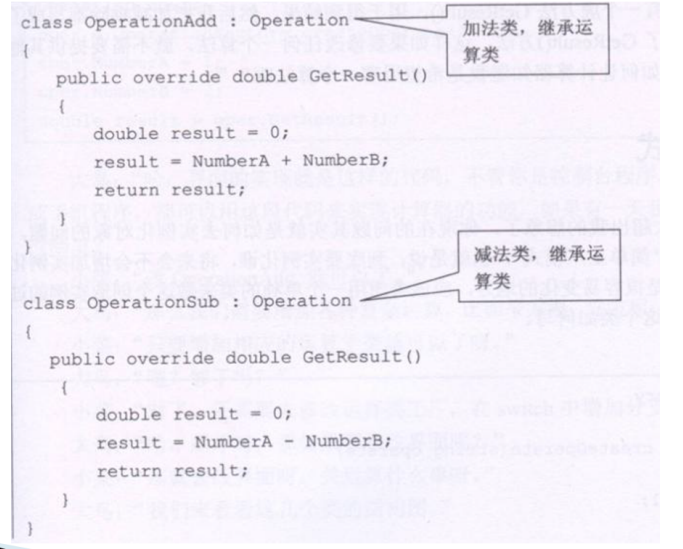 class OperationAdd : Operation
加法类，继承运
算类
{
public override double GetResult()
{
double result = 0;
result = NumberA + NumberB;
return result;
}
}
减法类，继承运
算类
class OperationSub : Operation
{
public override double GetResult()
{
double result = 0;
result = NumberA - NumberB;
return result;
}
}